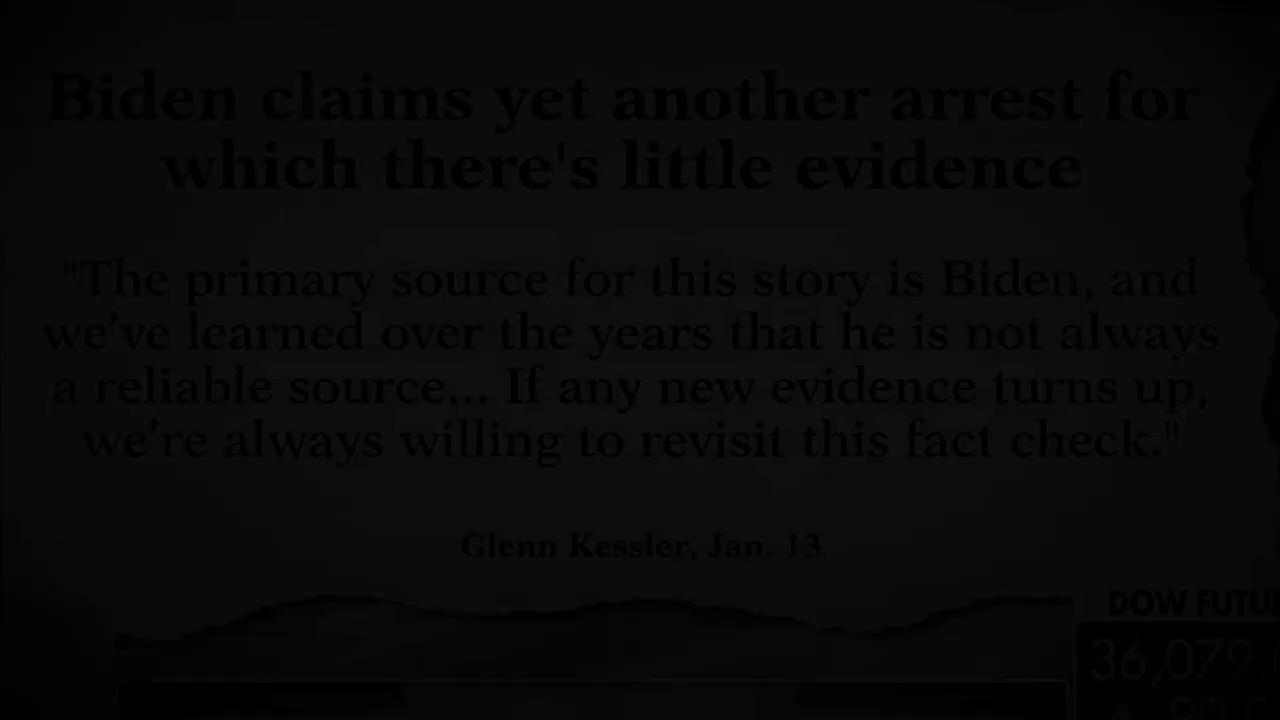 Biden claims yet another arrest for
which there's little evidence
"The primary source for this story is Biden, and
we've learned over the years that he is not always
a reliable source... If any new evidence turns up,
we're always willing to revisit this fact check."
Glenn Kessler, Jan. 13
DOW FUTU
36,079